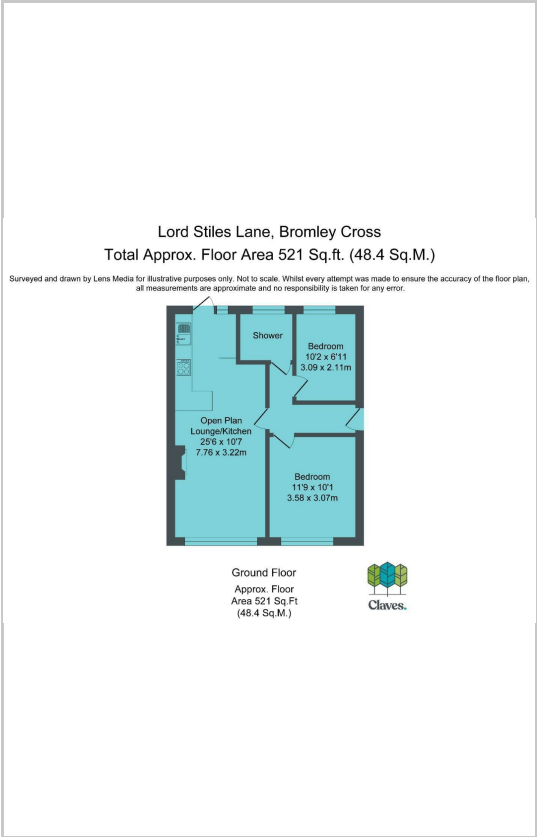 Lord Stiles Lane, Bromley Cross
Total Approx. Floor Area 521 Sq.ft. (48.4 Sq.M.)
Surveyed and drawn by Lens Media for illustrative purposes only. Not to scale. Whilst every attempt was made to ensure the accuracy of the floor plan,
all measurements are approximate and no responsibility is taken for any error.
Shower
Bedroom
10'2 x 6'11
3.09 x 2.11m
Open Plan
Lounge/Kitchen
25'6 x 10'7
7.76 x 3.22m
Bedroom
11'9 x 10'1
3.58 x 3.07m
Ground Floor
Approx. Floor
Area 521 Sq.Ft
(48.4 Sq.M.)
Claves.